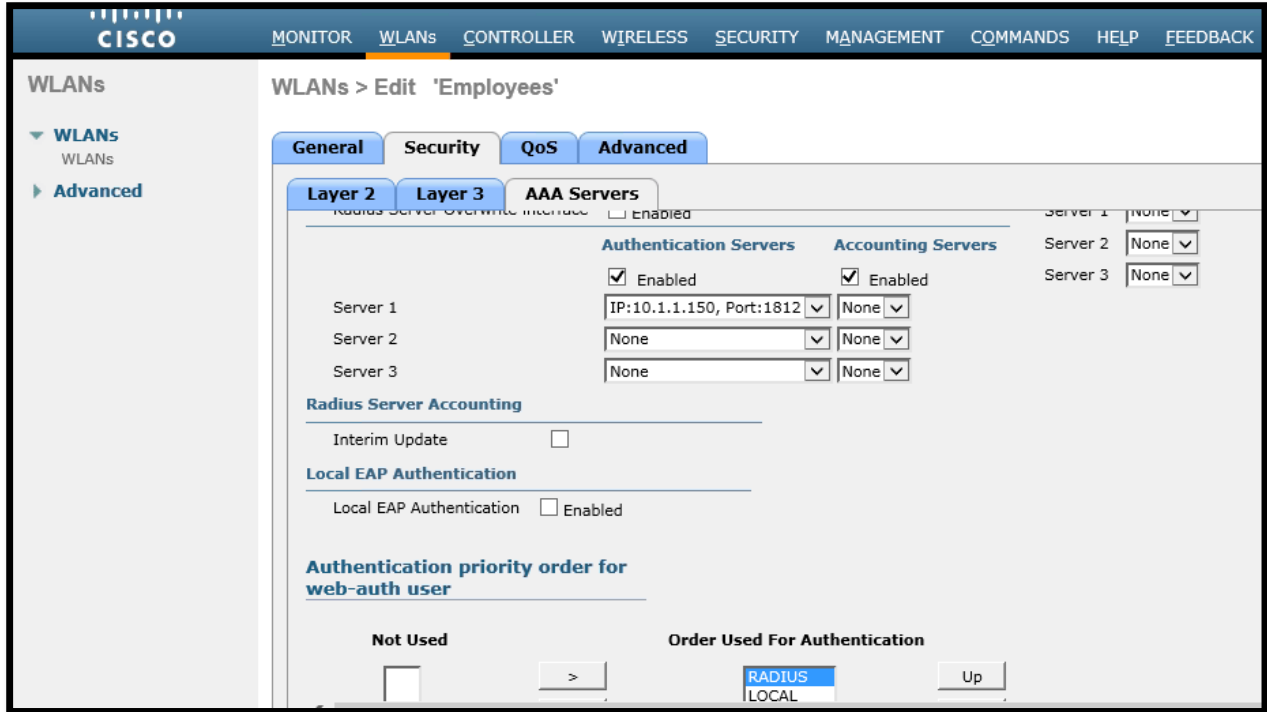 CISCO
MONITOR WLANs CONTROLLER WIRELESS SECURITY MANAGEMENT COMMANDS HELP FEEDBACK
WLANs
WLANs
WLANs
Advanced
WLANs > Edit 'Employees'
General Security QoS Advanced
Layer 2 Layer 3 AAA Servers
Radius Server Overwrite Interface Enabled
Server 1 None
Authentication Servers Accounting Servers Server 2 None
Enabled Enabled Server 3 None
Server 1 IP:10.1.1.150, Port:1812 None
Server 2 None None
Server 3 None None
Radius Server Accounting
Interim Update
Local EAP Authentication
Local EAP Authentication Enabled
Authentication priority order for
web-auth user
Not Used Order Used For Authentication
> RADIUS Up
LOCAL